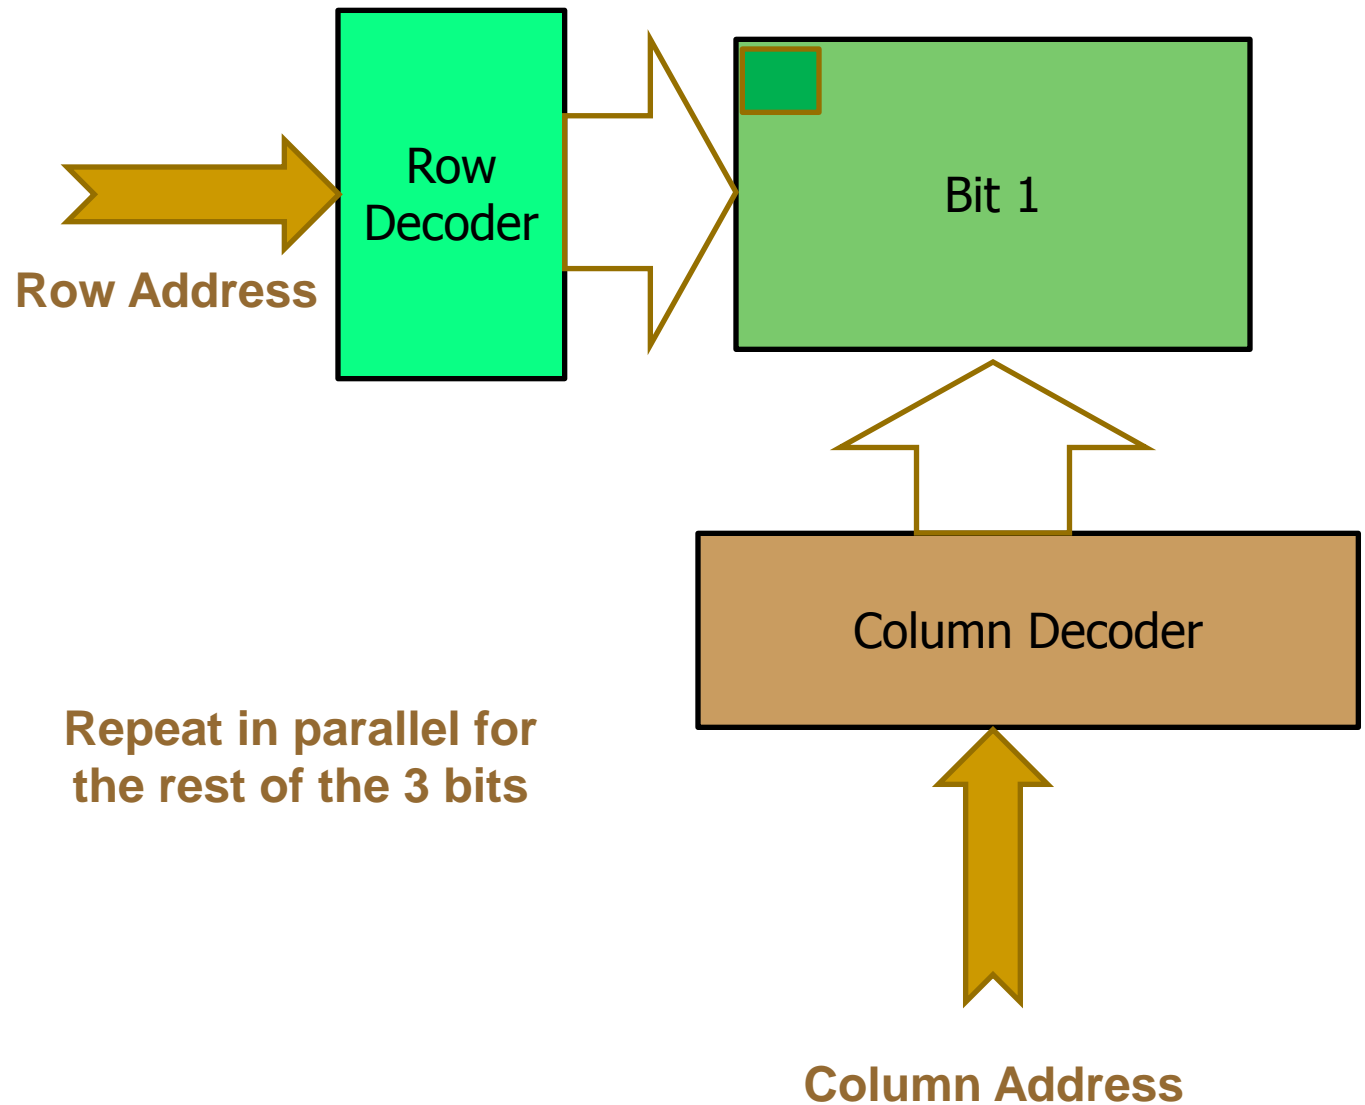 Row
Decoder
Bit 1
Row Address
Column Decoder
Repeat in parallel for
the rest of the 3 bits
Column Address